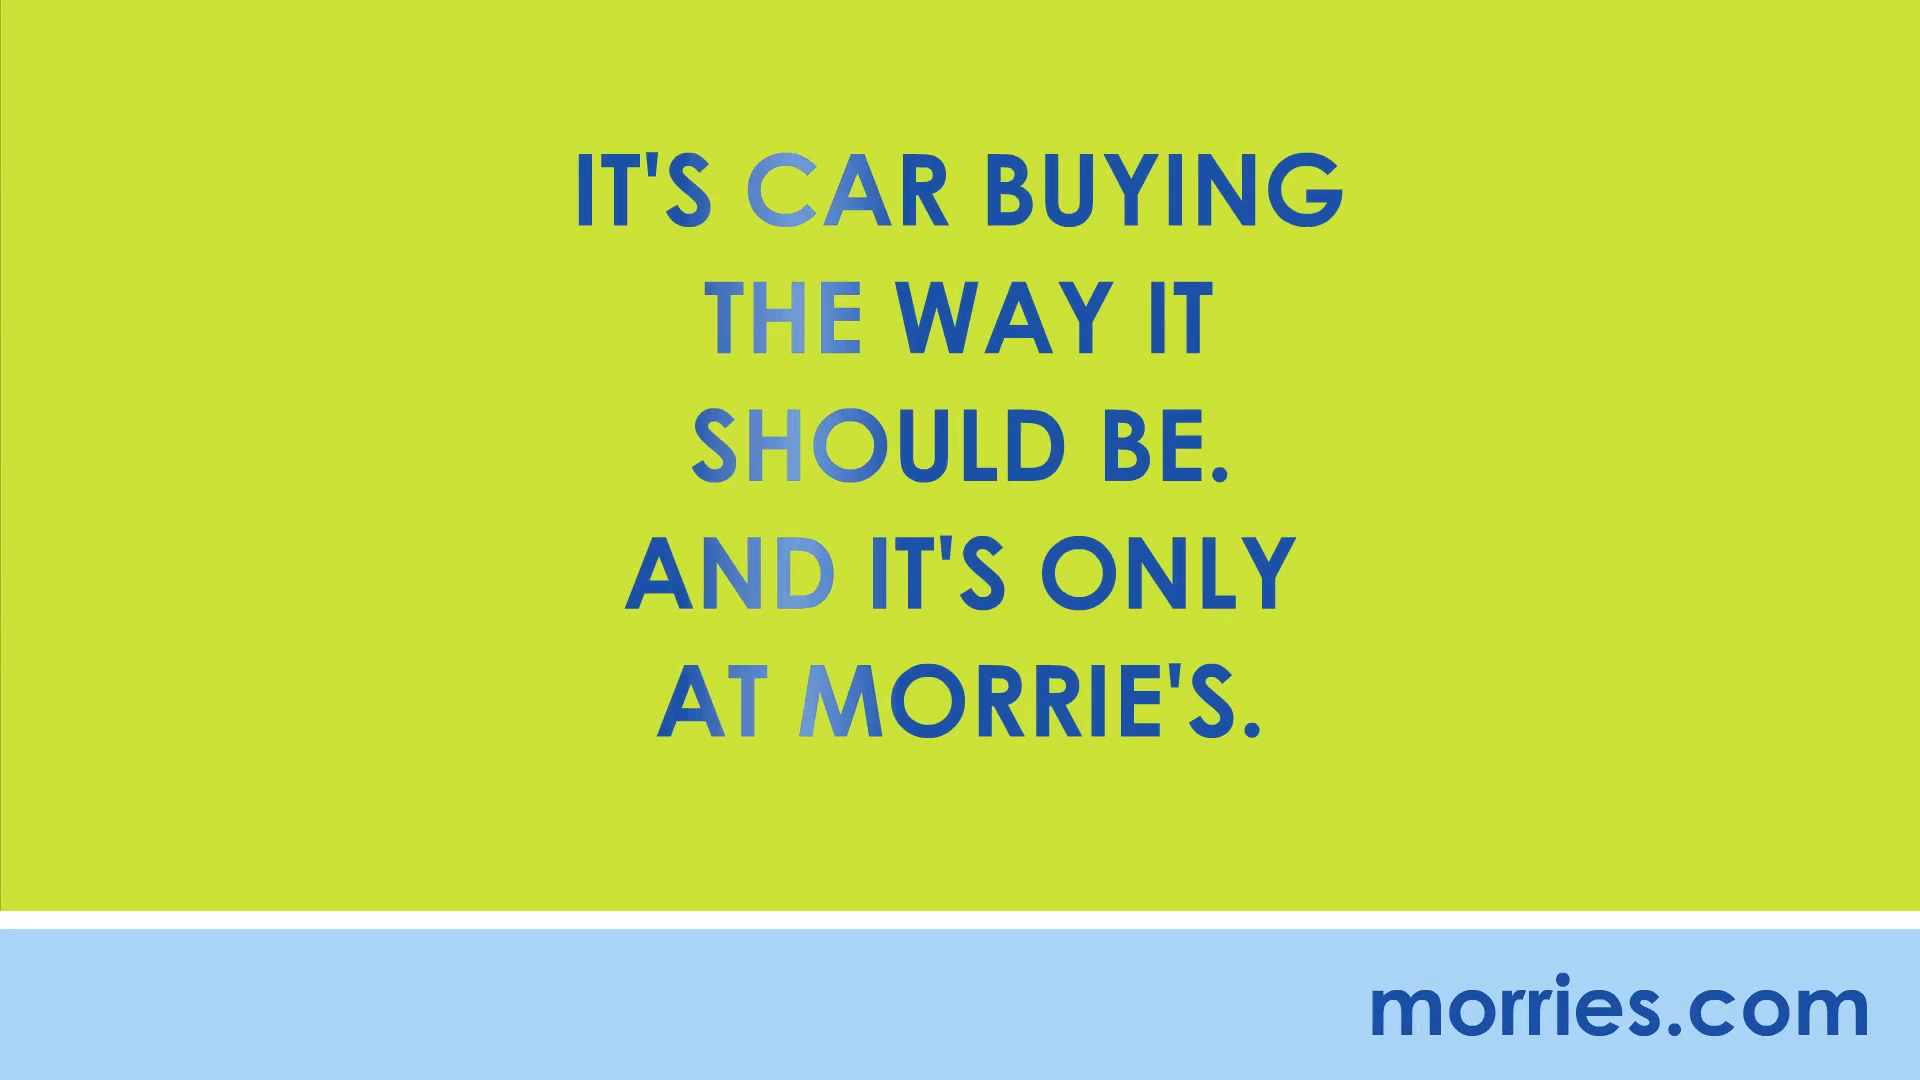 IT'S CAR BUYING
THE WAY IT
SHOULD BE.
AND IT'S ONLY
AT MORRIE'S.
morries.com